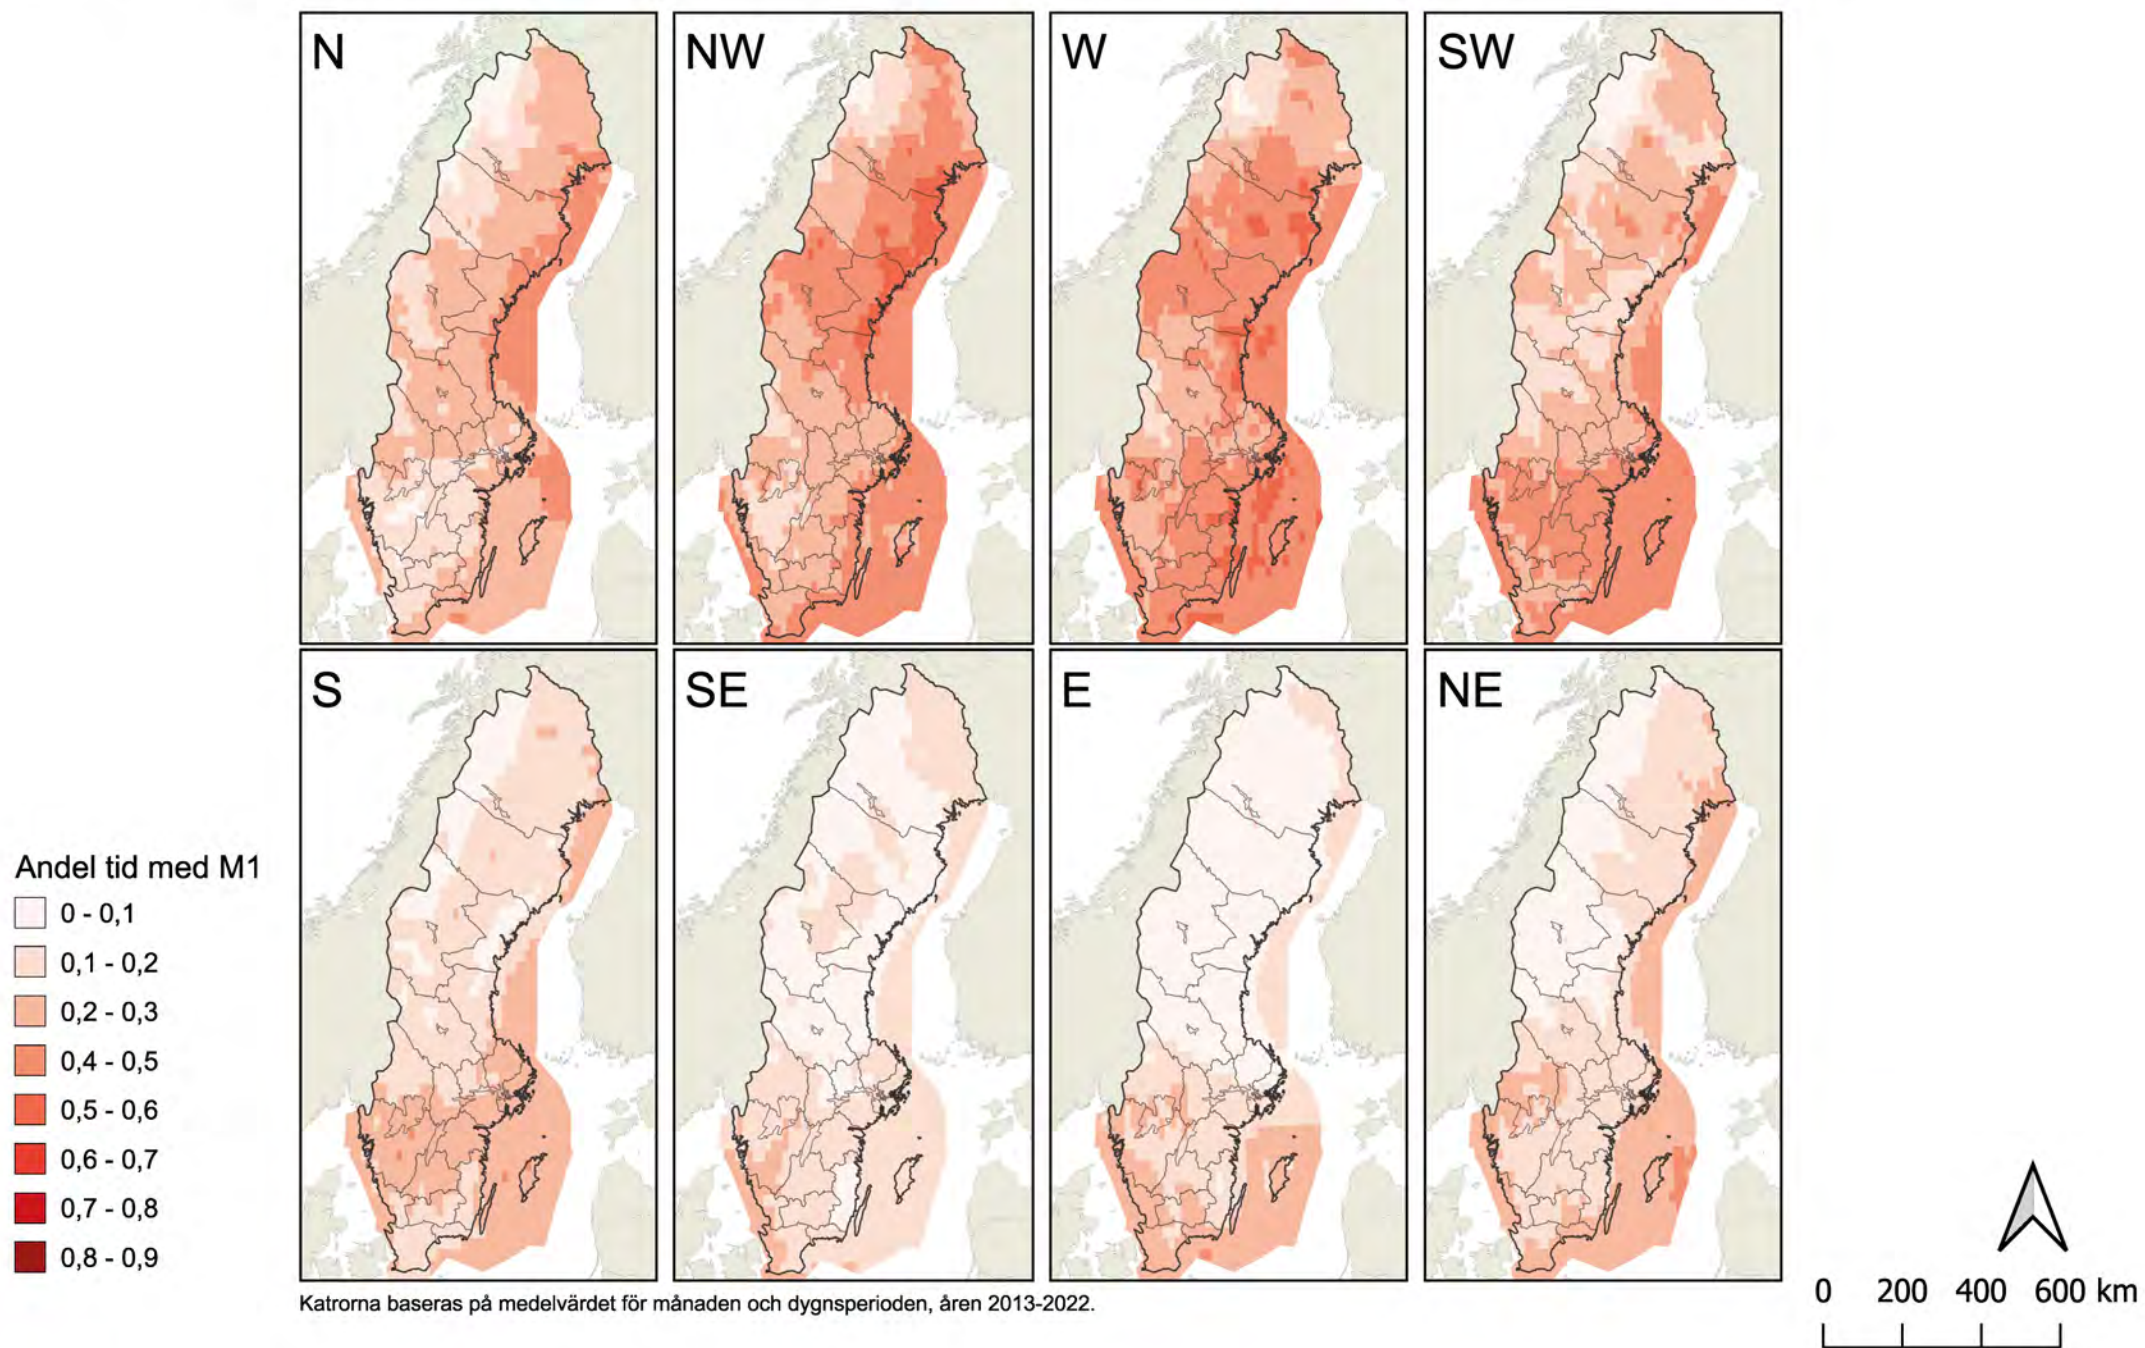 N
NW
W
SW
S
SE
E
NE
Andel tid med M1
0 - 0,1
0,1 - 0,2
0,2 - 0,3
0,4 - 0,5
0,5 - 0,6
0,6 - 0,7
0,7 - 0,8
0,8 - 0,9
Katrorna baseras på medelvärdet för månaden och dygnsperioden, åren 2013-2022.
0 200 400 600 km